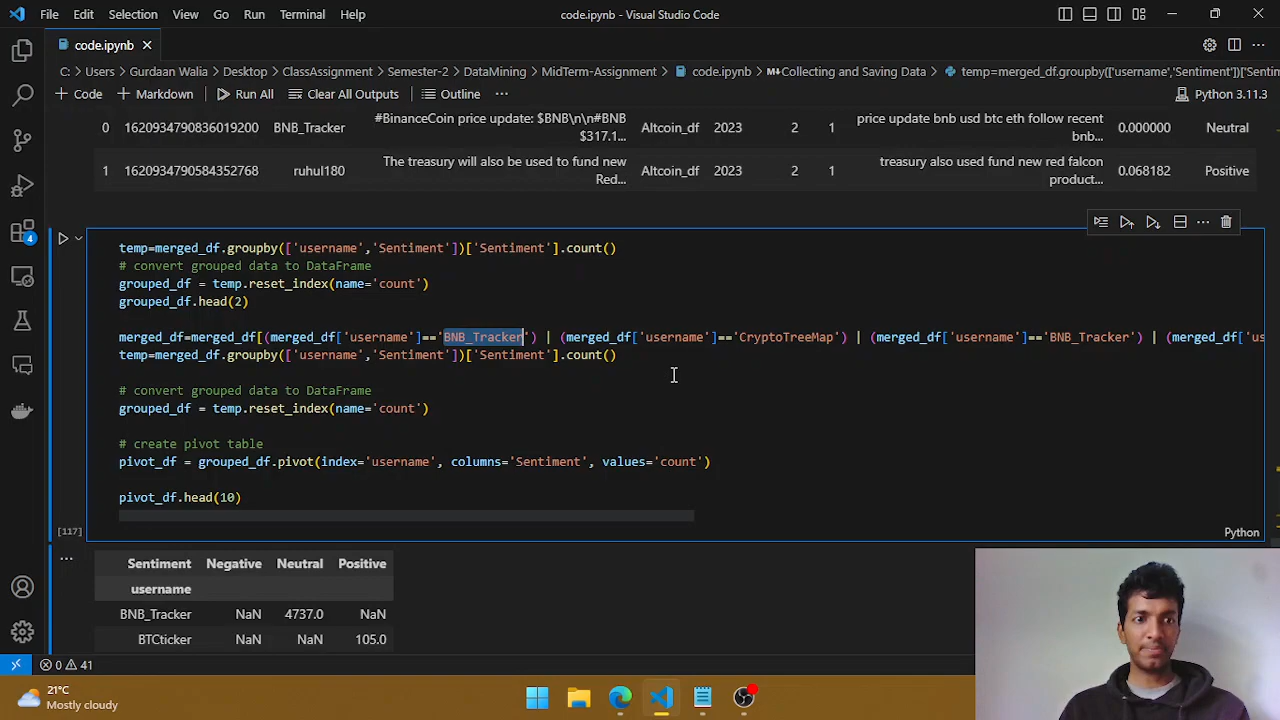 File Edit Selection View Go Run Terminal Help code.ipynb - Visual Studio Code
code.ipynb
C: > Users > Gurdaan Walia > Desktop > ClassAssignment > Semester-2 > DataMining > MidTerm-Assignment > code.ipynb > M↓Collecting and Saving Data > temp=merged_df.groupby(['username','Sentiment'])['Sentim
+ Code + Markdown Run All Clear All Outputs Outline ... Python 3.11.3
0 1620934790836019200 BNB_Tracker #BinanceCoin price update: $BNB\n\n#BNB Altcoin_df 2023 2 1 price update bnb usd btc eth follow recent 0.000000 Neutral
$317.1... bnb...
1 1620934790584352768 ruhul180 The treasury will also be used to fund new Altcoin_df 2023 2 1 treasury also used fund new red falcon 0.068182 Positive
Red... product...
temp=merged_df.groupby(['username','Sentiment'])['Sentiment'].count()
# convert grouped data to DataFrame
grouped_df = temp.reset_index(name='count')
grouped_df.head(2)
merged_df=merged_df[(merged_df['username']=='BNB_Tracker') | (merged_df['username']=='CryptoTreeMap') | (merged_df['username']=='BNB_Tracker') | (merged_df['us
temp=merged_df.groupby(['username','Sentiment'])['Sentiment'].count()
# convert grouped data to DataFrame
grouped_df = temp.reset_index(name='count')
# create pivot table
pivot_df = grouped_df.pivot(index='username', columns='Sentiment', values='count')
pivot_df.head(10)
[117] Python
Sentiment Negative Neutral Positive
username
BNB_Tracker NaN 4737.0 NaN
BTCticker NaN NaN 105.0
4
0 41
21°C
Mostly cloudy